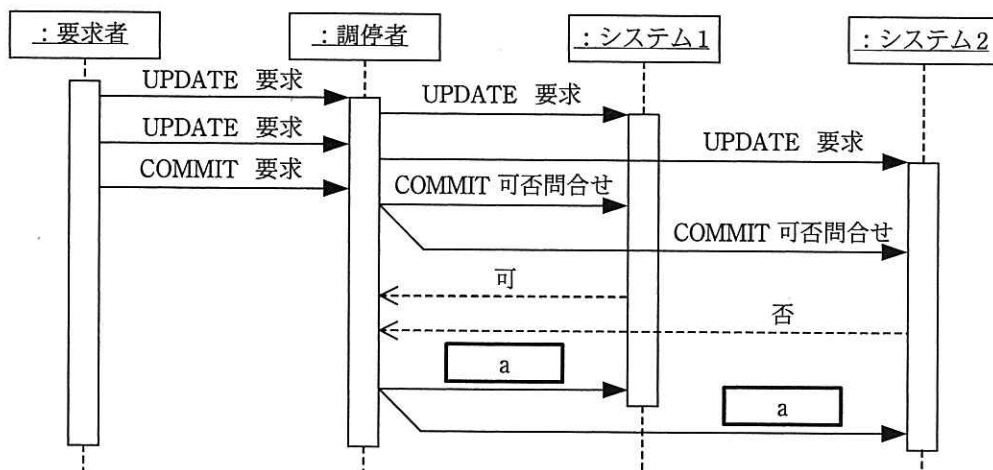 ：要求者
：調停者
：システム1
：システム2
UPDATE 要求
UPDATE 要求
UPDATE 要求
UPDATE 要求
COMMIT 要求
COMMIT 可否問合せ
COMMIT 可否問合せ
可
否
a
a